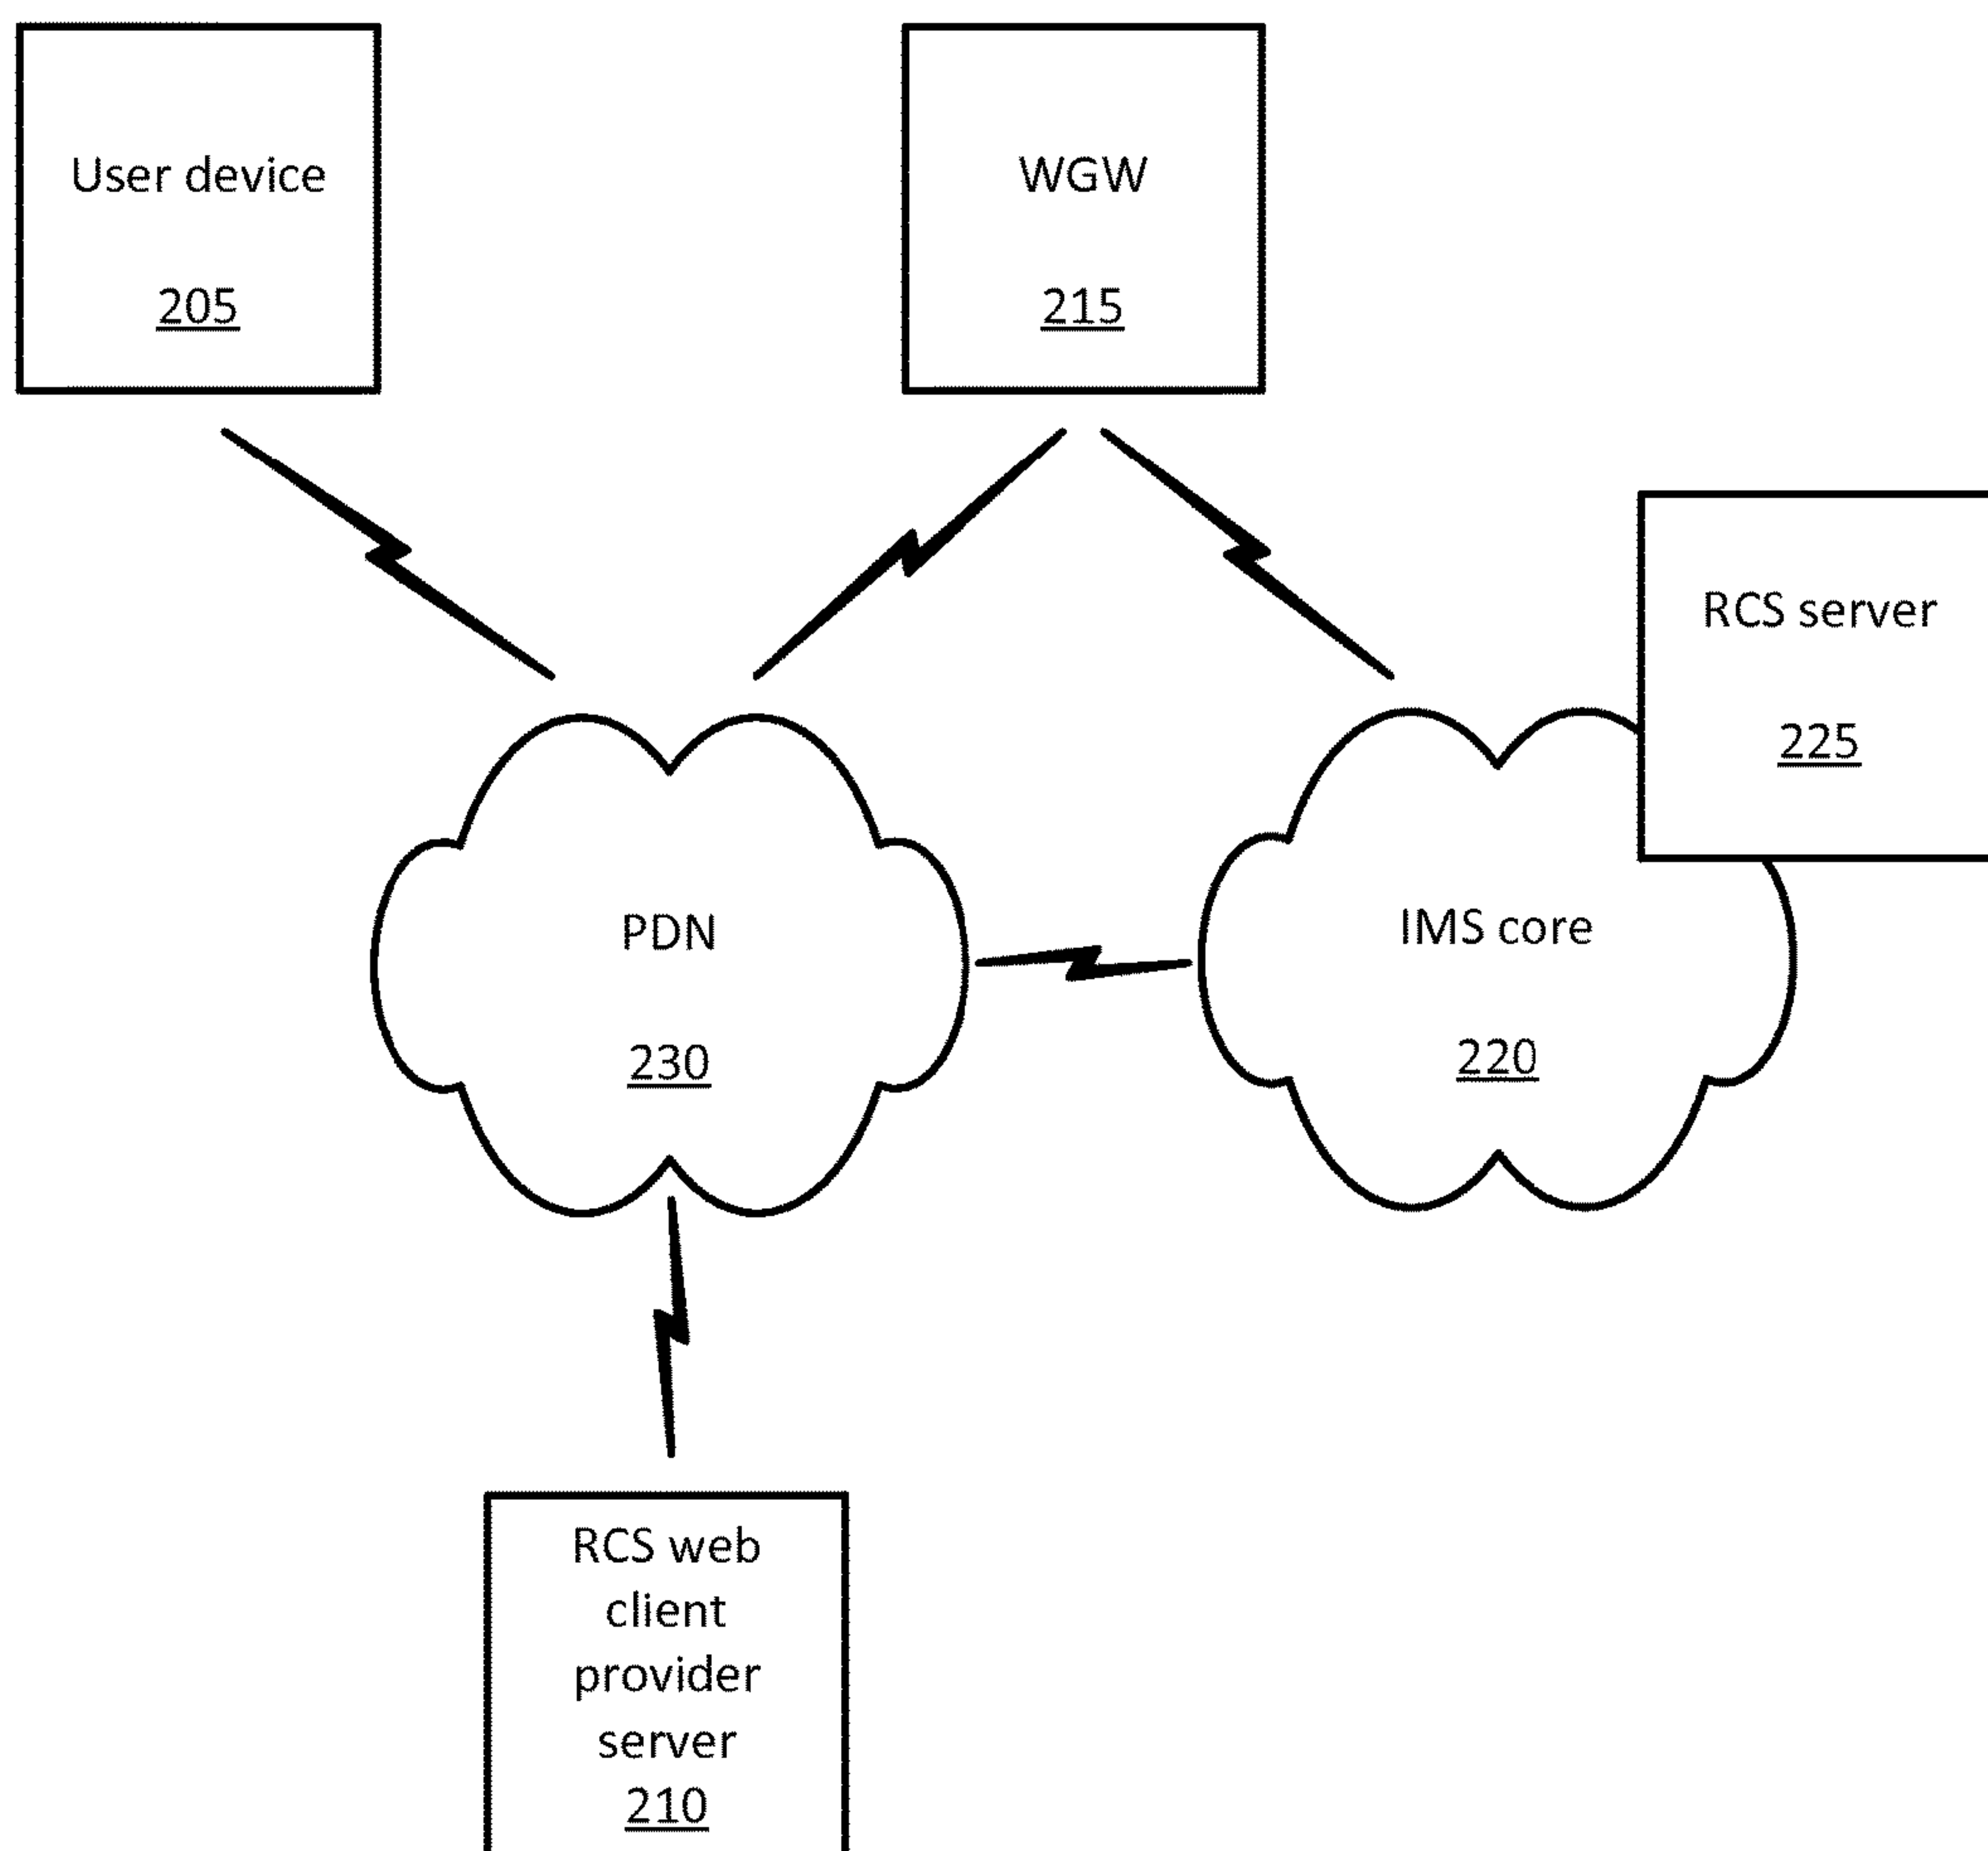 User device
205
WGW
215
RCS server
225
PDN
230
IMS core
220
RCS web
client
provider
server
210